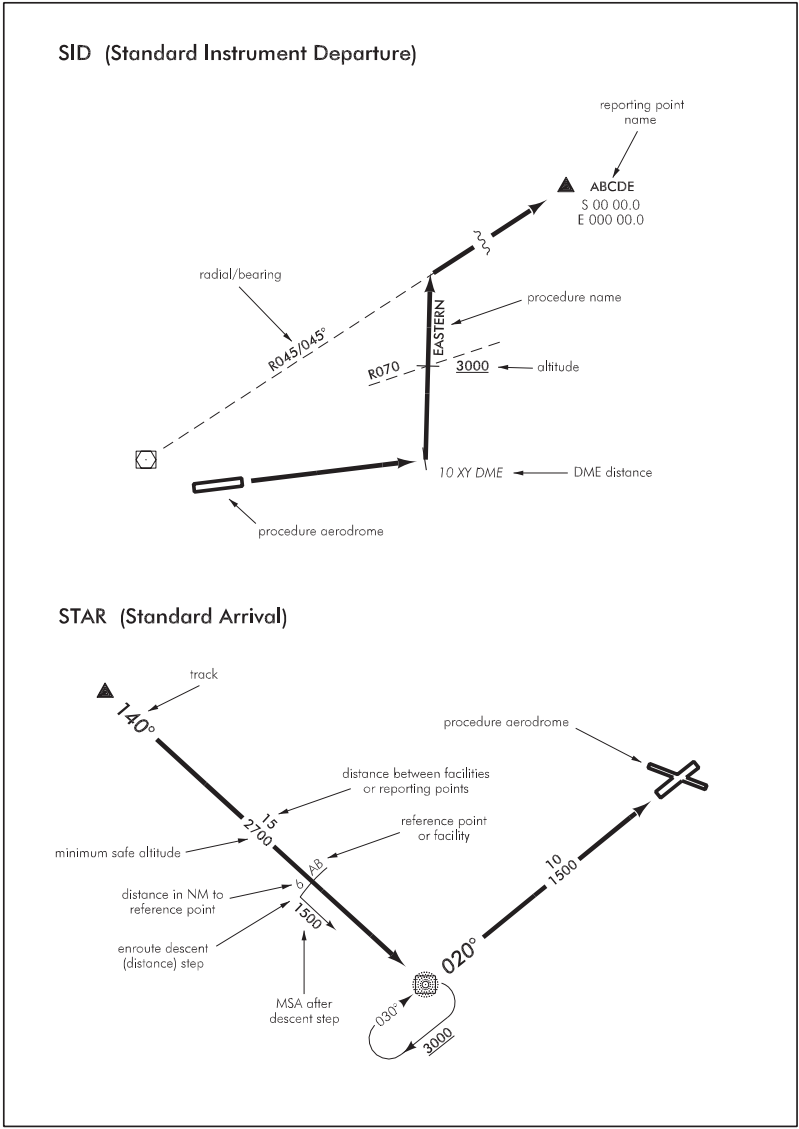 SID (Standard Instrument Departure)
reporting point
name
ABCDE
S 00 00.0
E 000 00.0
radial/bearing
procedure name
EASTERN
R045/045°
R070
3000
altitude
10 XY DME
DME distance
procedure aerodrome
STAR (Standard Arrival)
track
140°
procedure aerodrome
distance between facilities
or reporting points
15
2700
reference point
or facility
minimum safe altitude
AB
10
1500
6
distance in NM to
reference point
1500
enroute descent
(distance) step
020°
MSA after
descent step
030°
3000